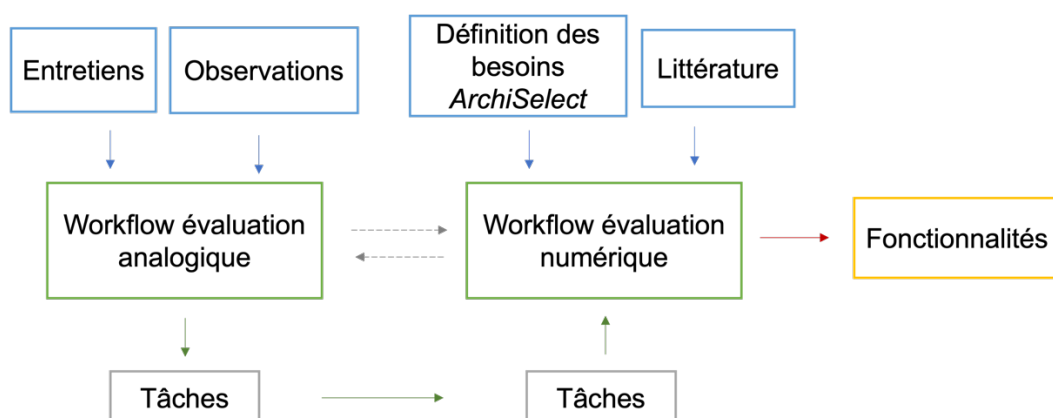 Entretiens
Observations
Définition des
besoins
ArchiSelect
Littérature
Workflow évaluation
analogique
Workflow évaluation
numérique
Fonctionnalités
Tâches
Tâches